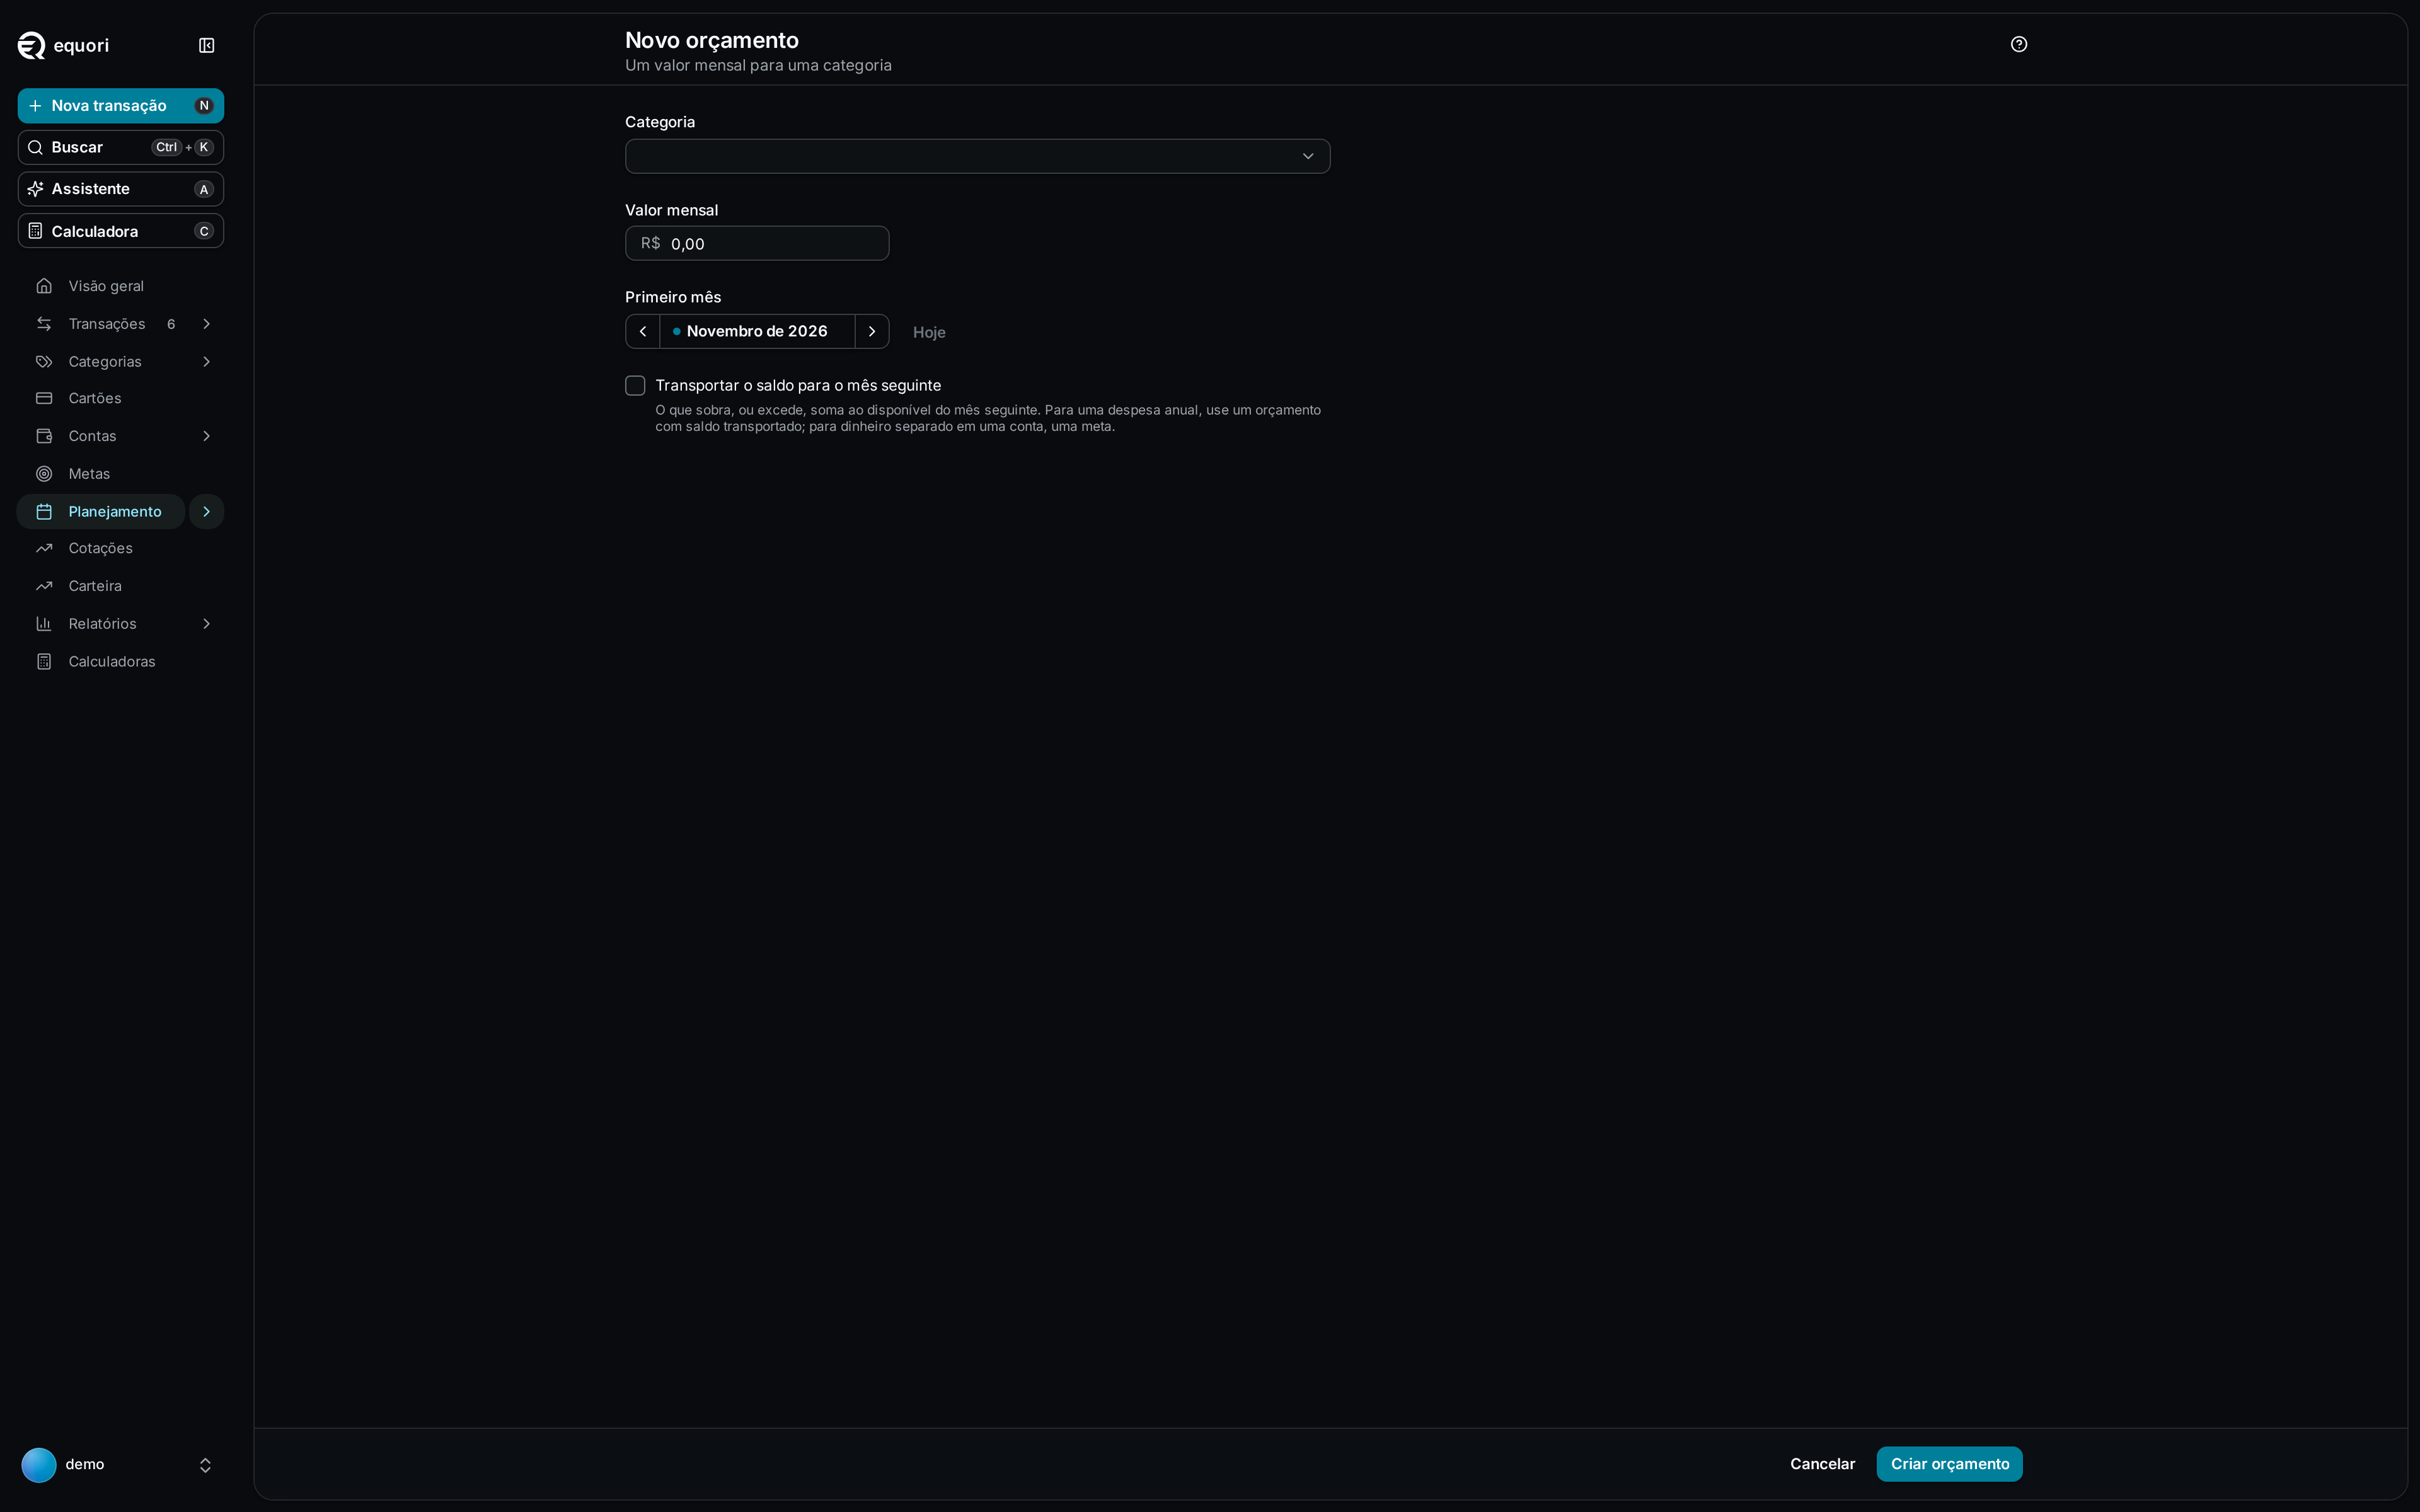 equori
Nova transação N
Buscar Ctrl + K
Assistente A
Calculadora C
Visão geral
Transações 6
Categorias
Cartões
Contas
Metas
Planejamento
Cotações
Carteira
Relatórios
Calculadoras
demo
Novo orçamento
Um valor mensal para uma categoria
Categoria
Valor mensal
R$ 0,00
Primeiro mês
Novembro de 2026 Hoje
Transportar o saldo para o mês seguinte
O que sobra, ou excede, soma ao disponível do mês seguinte. Para uma despesa anual, use um orçamento
com saldo transportado; para dinheiro separado em uma conta, uma meta.
Cancelar Criar orçamento